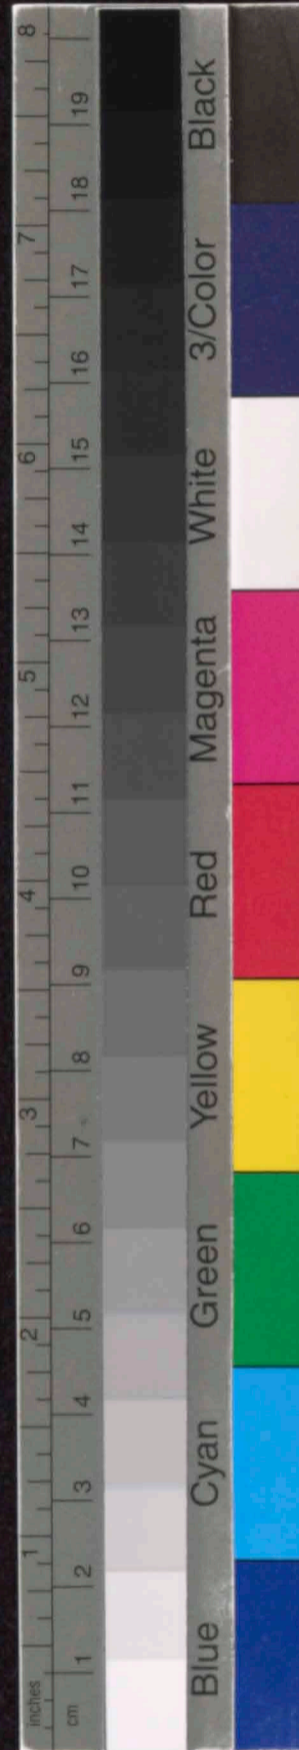 inches 1 2 3 4 5 6 7 8
cm 1 2 3 4 5 6 7 8 9 10 11 12 13 14 15 16 17 18 19
Blue Cyan Green Yellow Red Magenta White 3/Color Black